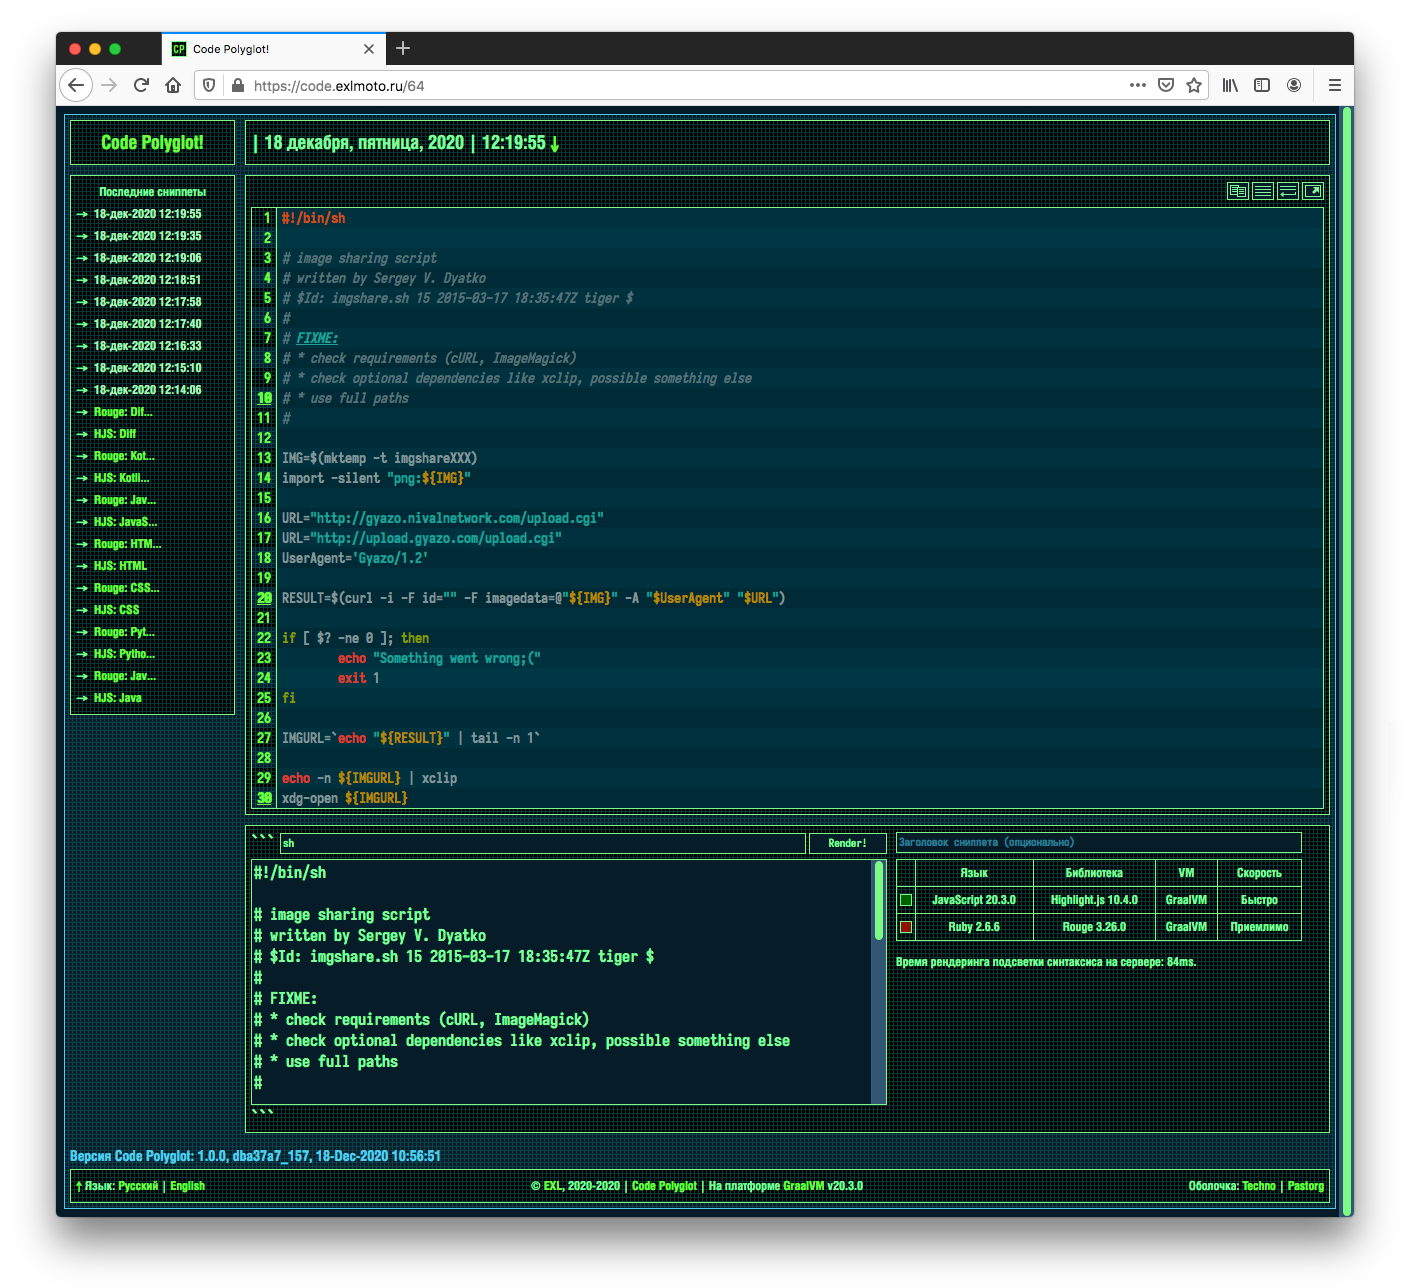 CP Code Polyglot!
https://code.exlmoto.ru/64
Code Polyglot!
| 18 декабря, пятница, 2020 | 12:19:55 ↓
Последние сниппеты
→ 18-дек-2020 12:19:55
→ 18-дек-2020 12:19:35
→ 18-дек-2020 12:19:06
→ 18-дек-2020 12:18:51
→ 18-дек-2020 12:17:58
→ 18-дек-2020 12:17:40
→ 18-дек-2020 12:16:33
→ 18-дек-2020 12:15:10
→ 18-дек-2020 12:14:06
→ Rouge: Dif...
→ HJS: Diff
→ Rouge: Kot...
→ HJS: Kotli...
→ Rouge: Jav...
→ HJS: JavaS...
→ Rouge: HTM...
→ HJS: HTML
→ Rouge: CSS...
→ HJS: CSS
→ Rouge: Pyt...
→ HJS: Pytho...
→ Rouge: Jav...
→ HJS: Java
1 #!/bin/sh
2
3 # image sharing script
4 # written by Sergey V. Dyatko
5 # $Id: imgshare.sh 15 2015-03-17 18:35:47Z tiger $
6 #
7 # FIXME:
8 # * check requirements (cURL, ImageMagick)
9 # * check optional dependencies like xclip, possible something else
10 # * use full paths
11 #
12
13 IMG=$(mktemp -t imgshareXXX)
14 import -silent "png:${IMG}"
15
16 URL="http://gyazo.nivalnetwork.com/upload.cgi"
17 URL="http://upload.gyazo.com/upload.cgi"
18 UserAgent='Gyazo/1.2'
19
20 RESULT=$(curl -i -F id="" -F imagedata=@"${IMG}" -A "$UserAgent" "$URL")
21
22 if [ $? -ne 0 ]; then
23 echo "Something went wrong;("
24 exit 1
25 fi
26
27 IMGURL=`echo "${RESULT}" | tail -n 1`
28
29 echo -n ${IMGURL} | xclip
30 xdg-open ${IMGURL}
``` sh Render!
#!/bin/sh
# image sharing script
# written by Sergey V. Dyatko
# $Id: imgshare.sh 15 2015-03-17 18:35:47Z tiger $
#
# FIXME:
# * check requirements (cURL, ImageMagick)
# * check optional dependencies like xclip, possible something else
# * use full paths
#
```
Заголовок сниппета (опционально)
Язык Библиотека VM Скорость
JavaScript 20.3.0 Highlight.js 10.4.0 GraalVM Быстро
Ruby 2.6.6 Rouge 3.26.0 GraalVM Приемлимо
Время рендеринга подсветки синтаксиса на сервере: 84ms.
Версия Code Polyglot: 1.0.0, dba37a7_157, 18-Dec-2020 10:56:51
↑ Язык: Русский | English
© EXL, 2020-2020 | Code Polyglot | На платформе GraalVM v20.3.0
Оболочка: Techno | Pastorg